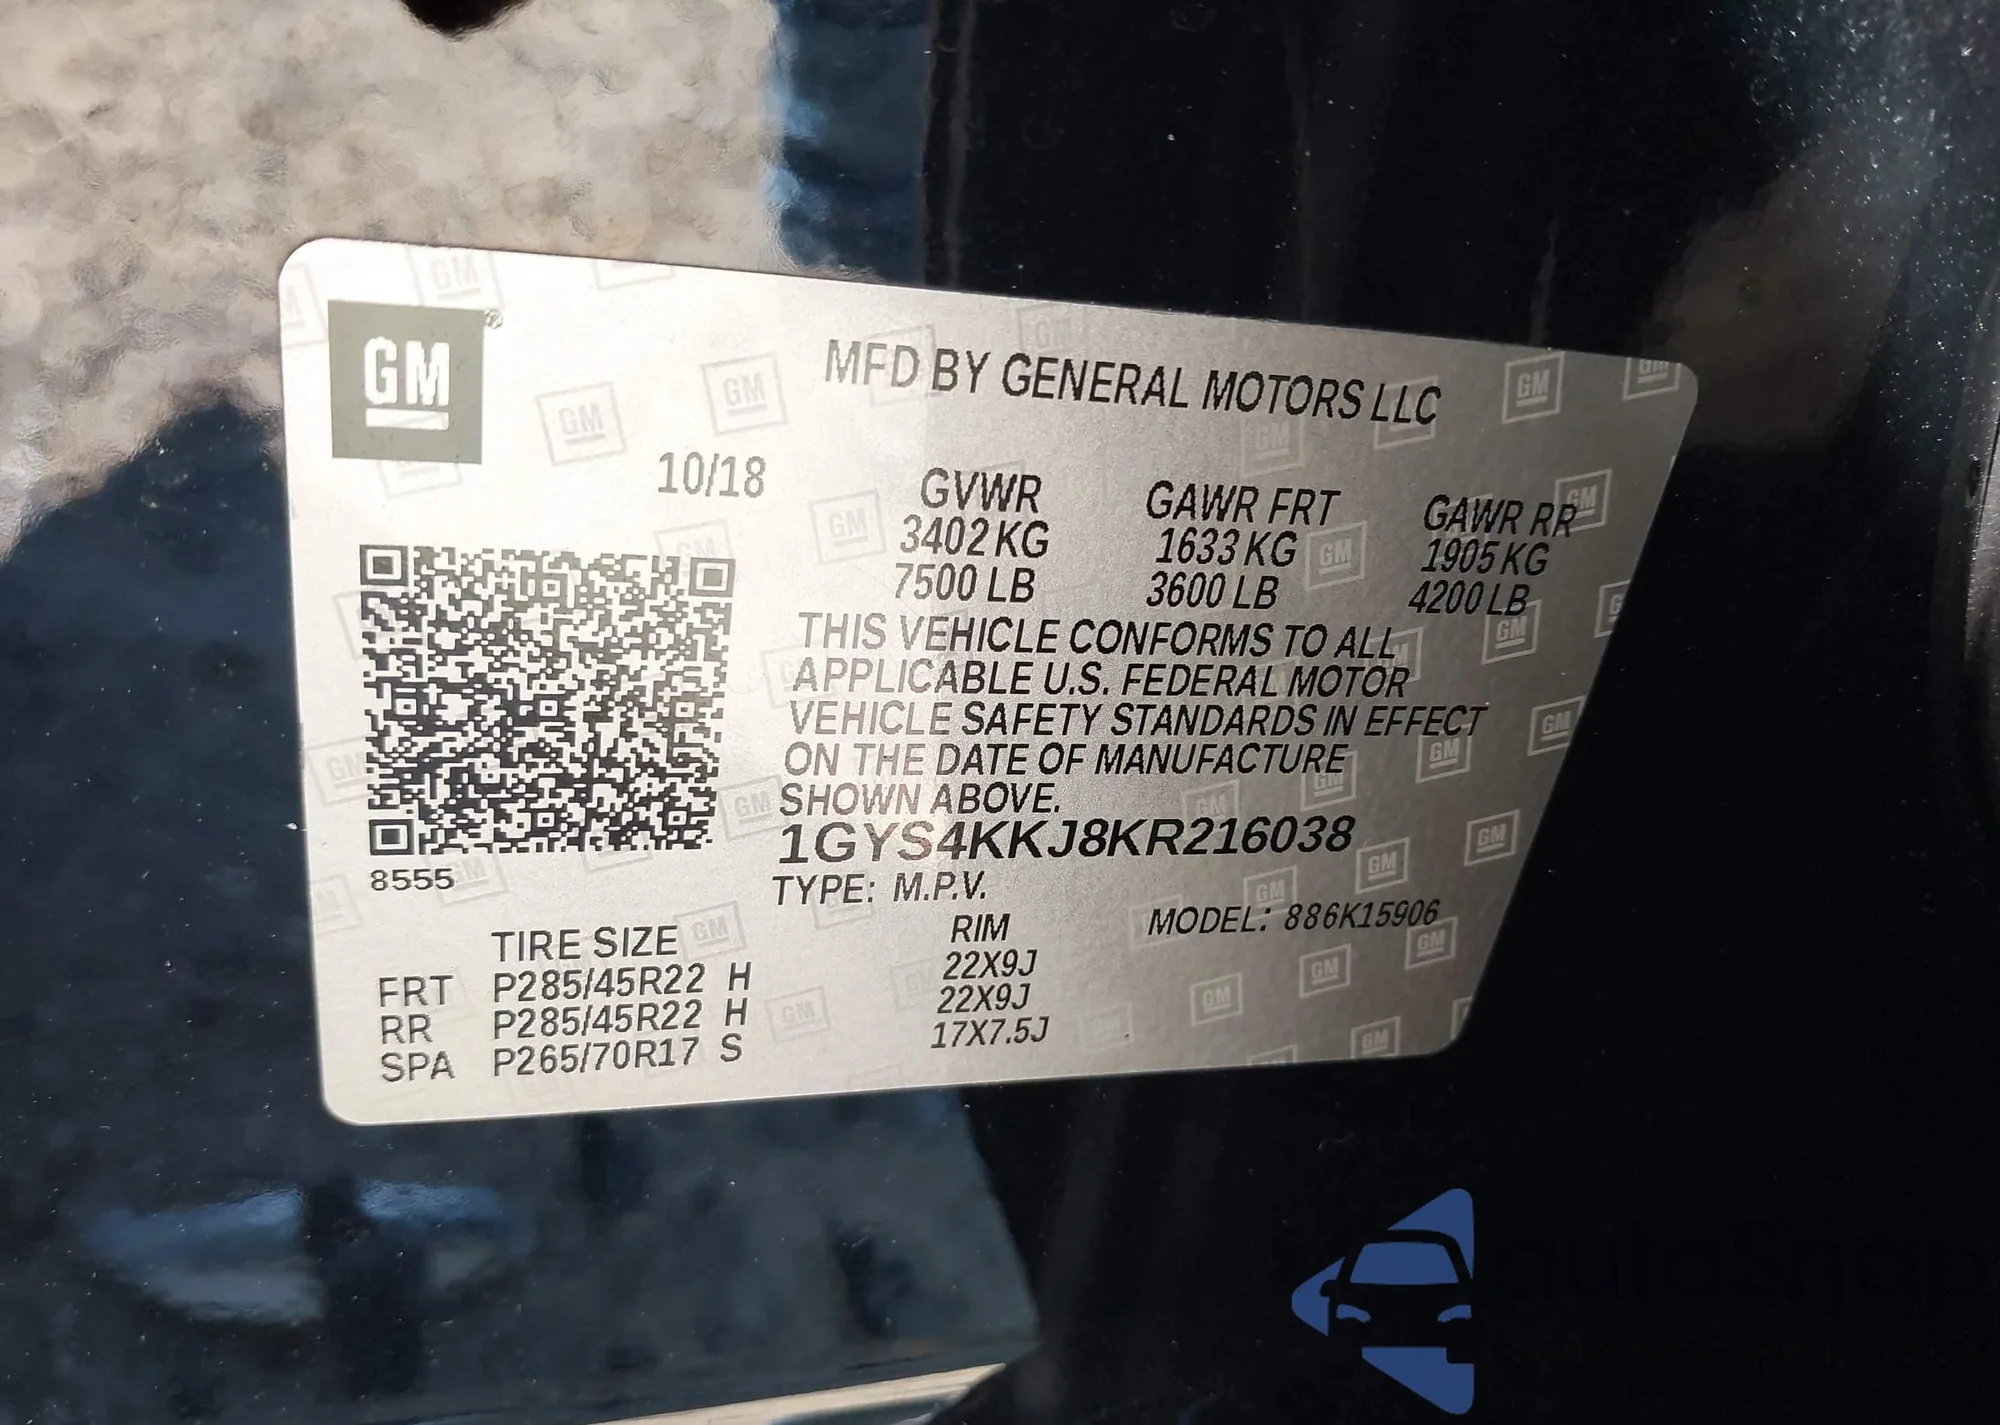 GM
MFD BY GENERAL MOTORS LLC
10/18
GVWR GAWR FRT GAWR RR
3402 KG 1633 KG 1905 KG
7500 LB 3600 LB 4200 LB
THIS VEHICLE CONFORMS TO ALL
APPLICABLE U.S. FEDERAL MOTOR
VEHICLE SAFETY STANDARDS IN EFFECT
ON THE DATE OF MANUFACTURE
SHOWN ABOVE.
1GYS4KKJ8KR216038
8555
TYPE: M.P.V.
MODEL: 886K15906
TIRE SIZE RIM
FRT P285/45R22 H 22X9J
RR P285/45R22 H 22X9J
SPA P265/70R17 S 17X7.5J